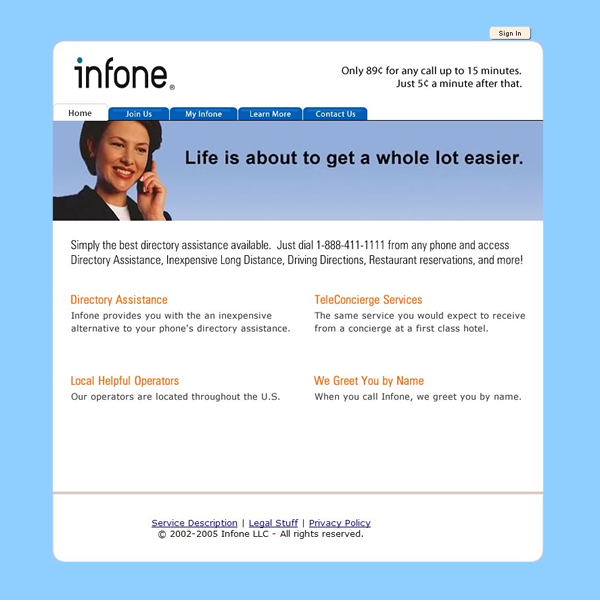 Sign In
infone®
Only 89¢ for any call up to 15 minutes.
Just 5¢ a minute after that.
Home
Join Us
My Infone
Learn More
Contact Us
Life is about to get a whole lot easier.
Simply the best directory assistance available. Just dial 1-888-411-1111 from any phone and access
Directory Assistance, Inexpensive Long Distance, Driving Directions, Restaurant reservations, and more!
Directory Assistance
Infone provides you with the an inexpensive
alternative to your phone's directory assistance.
TeleConcierge Services
The same service you would expect to receive
from a concierge at a first class hotel.
Local Helpful Operators
Our operators are located throughout the U.S.
We Greet You by Name
When you call Infone, we greet you by name.
Service Description | Legal Stuff | Privacy Policy
© 2002-2005 Infone LLC - All rights reserved.